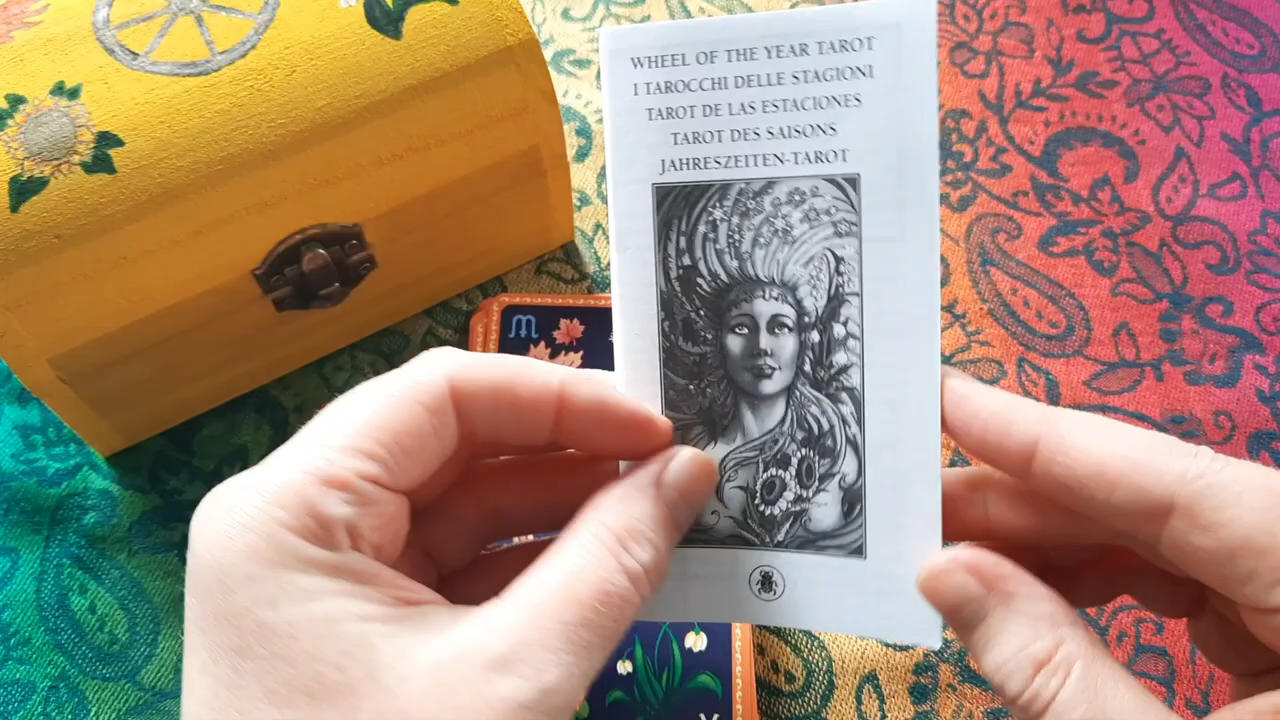 WHEEL OF THE YEAR TAROT
I TAROCCHI DELLE STAGIONI
TAROT DE LAS ESTACIONES
TAROT DES SAISONS
JAHRESZEITEN-TAROT